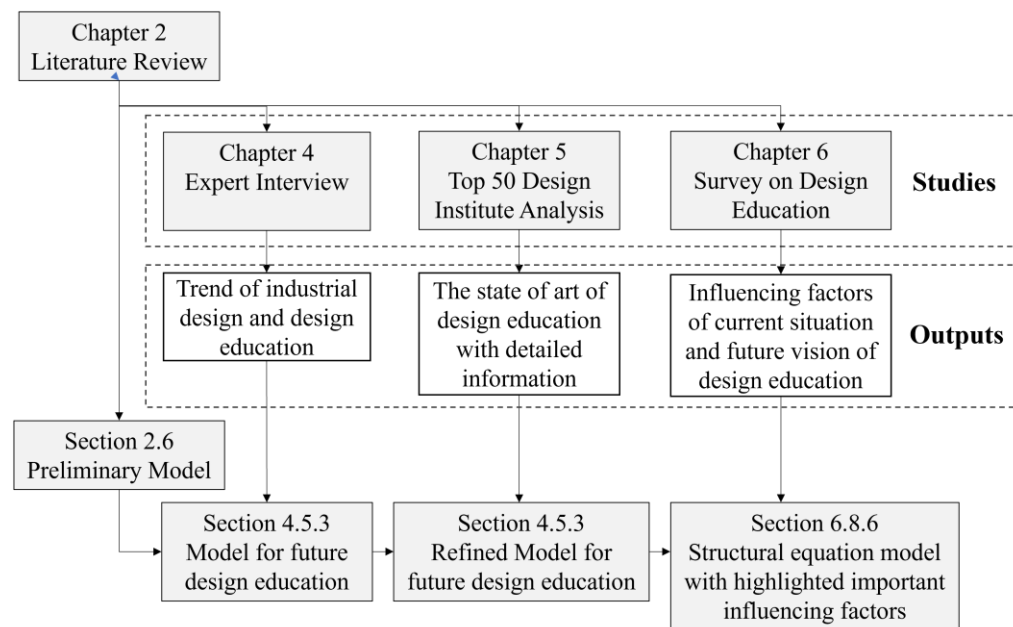 Chapter 2
Literature Review
Chapter 4
Expert Interview
Chapter 5
Top 50 Design
Institute Analysis
Chapter 6
Survey on Design
Education
Studies
Trend of industrial
design and design
education
The state of art of
design education
with detailed
information
Influencing factors
of current situation
and future vision of
design education
Outputs
Section 2.6
Preliminary Model
Section 4.5.3
Model for future
design education
Section 4.5.3
Refined Model for
future design education
Section 6.8.6
Structural equation model
with highlighted important
influencing factors